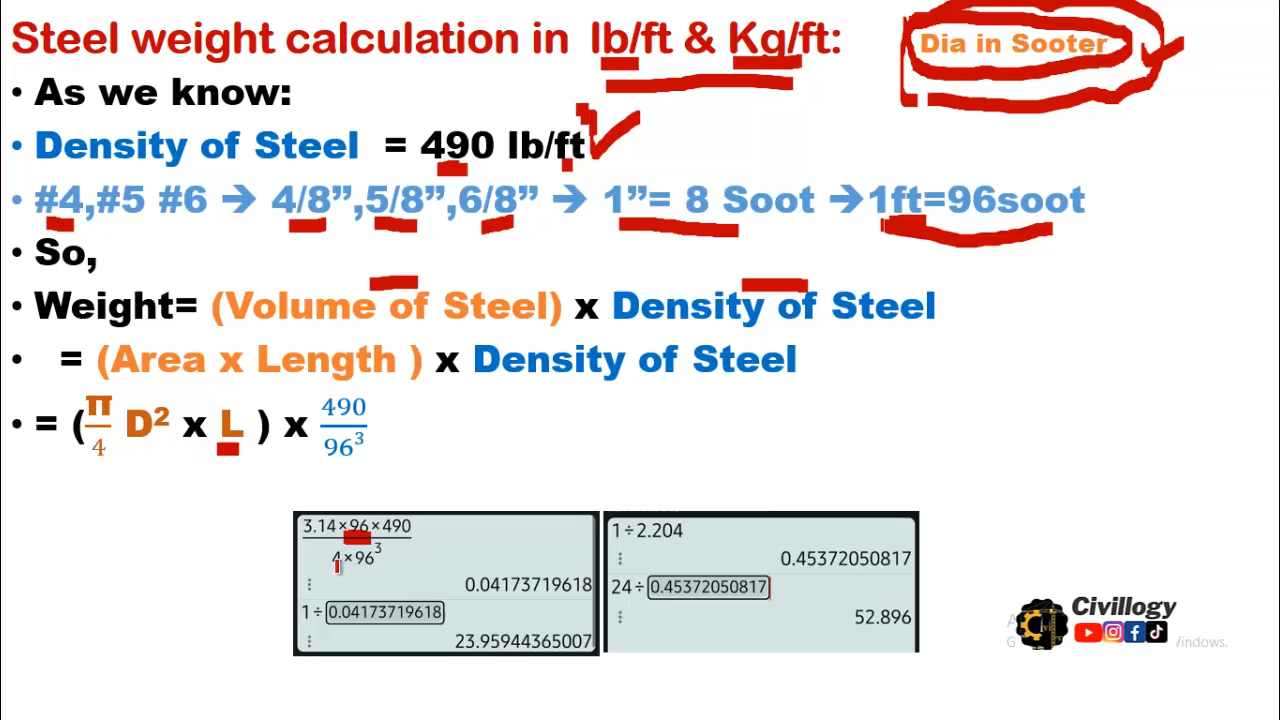 Steel weight calculation in lb/ft & Kg/ft:
Dia in Sooter
• As we know:
• Density of Steel = 490 lb/ft
• #4,#5 #6 → 4/8”,5/8”,6/8” → 1”= 8 Soot →1ft=96soot
• So,
• Weight= (Volume of Steel) x Density of Steel
• = (Area x Length ) x Density of Steel
• = (π/4 D² x L ) x 490/96³
3.14×96×490
4×96³
0.04173719618
1÷0.04173719618
23.95944365007
1÷2.204
0.45372050817
24÷0.45372050817
52.896
Civillogy